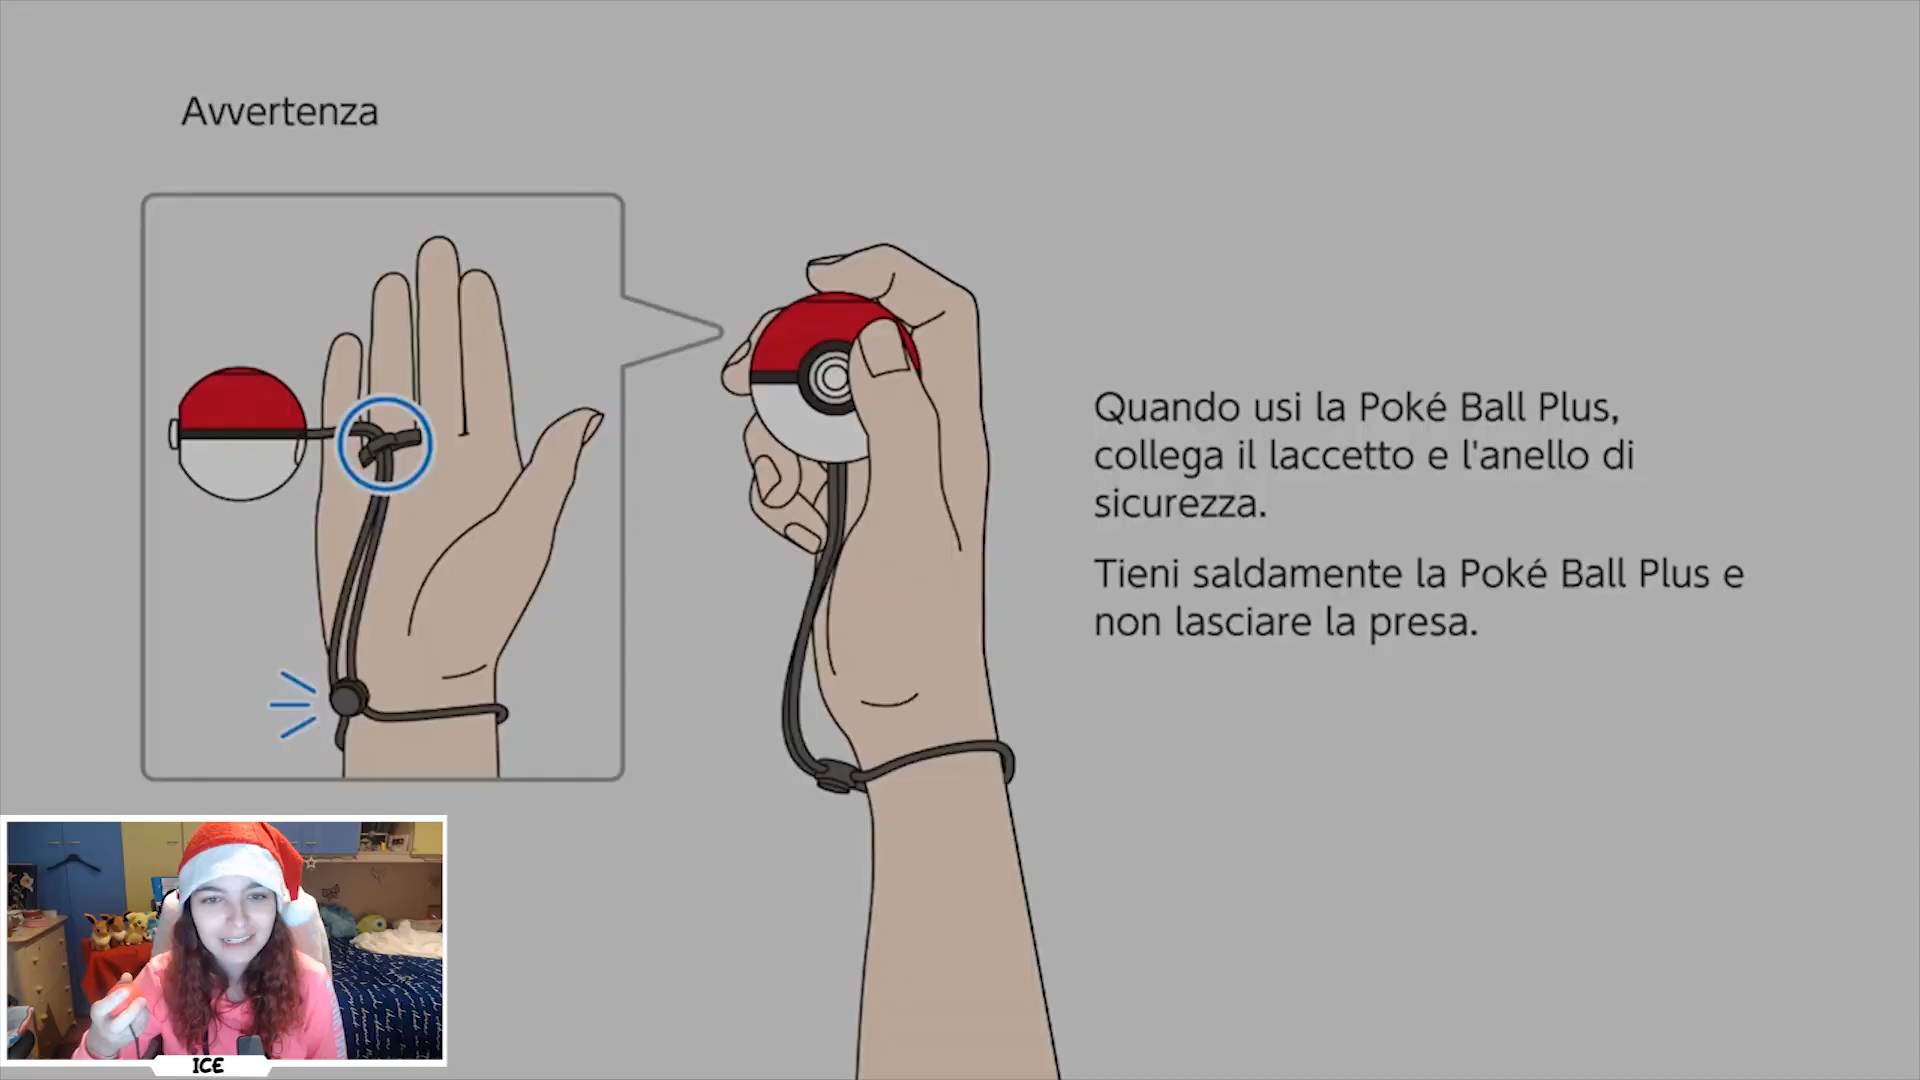 Avvertenza
Quando usi la Poké Ball Plus,
collega il laccetto e l'anello di
sicurezza.
Tieni saldamente la Poké Ball Plus e
non lasciare la presa.
ICE